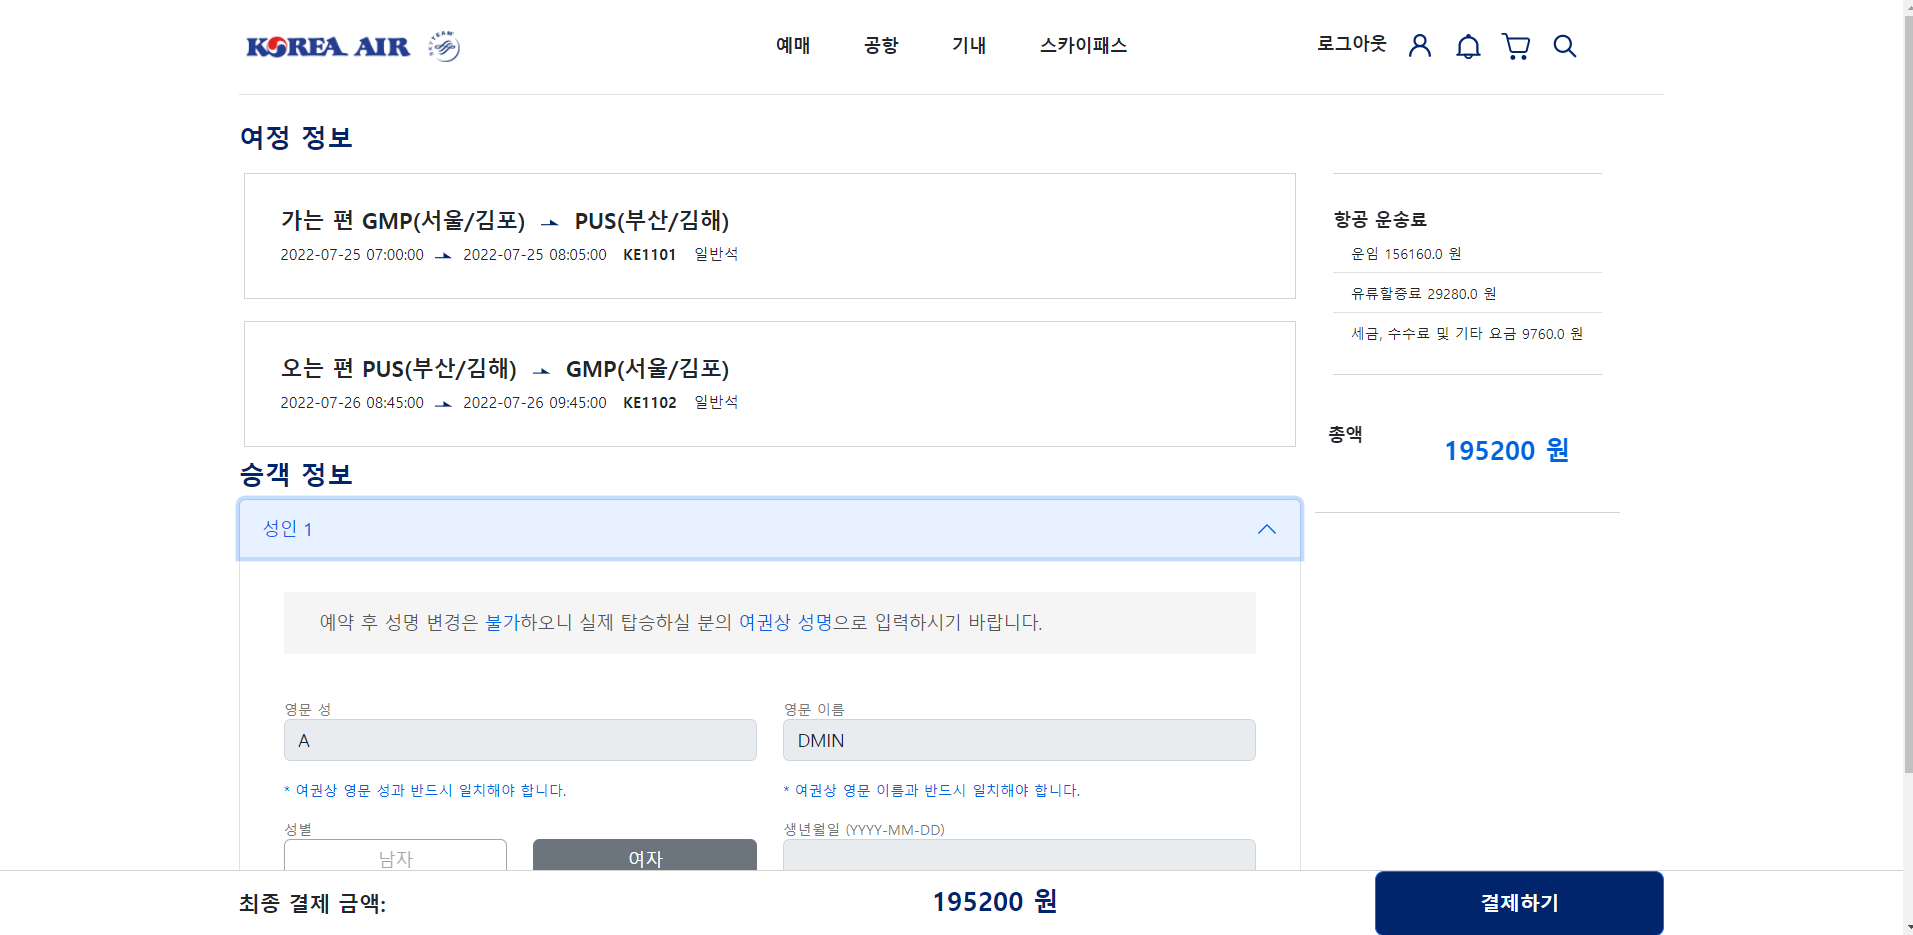 KOREA AIR SKYTEAM
예매 공항 기내 스카이패스 로그아웃
여정 정보
가는 편 GMP(서울/김포) PUS(부산/김해)
2022-07-25 07:00:00 2022-07-25 08:05:00 KE1101 일반석
오는 편 PUS(부산/김해) GMP(서울/김포)
2022-07-26 08:45:00 2022-07-26 09:45:00 KE1102 일반석
항공 운송료
운임 156160.0 원
유류할증료 29280.0 원
세금, 수수료 및 기타 요금 9760.0 원
총액
195200 원
승객 정보
성인 1
예약 후 성명 변경은 불가하오니 실제 탑승하실 분의 여권상 성명으로 입력하시기 바랍니다.
영문 성
A
* 여권상 영문 성과 반드시 일치해야 합니다.
영문 이름
DMIN
* 여권상 영문 이름과 반드시 일치해야 합니다.
성별
남자 여자
생년월일 (YYYY-MM-DD)
최종 결제 금액: 195200 원 결제하기